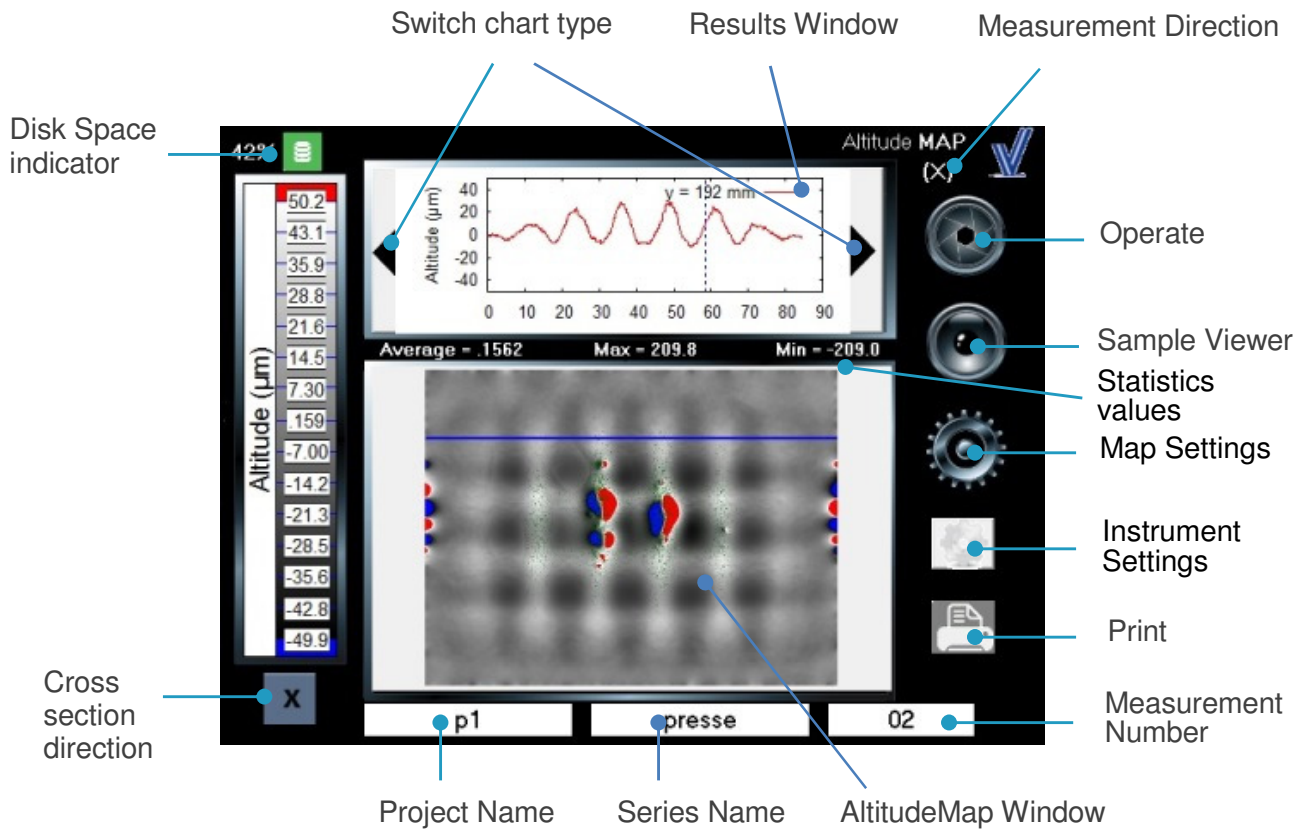 Switch chart type
Results Window
Measurement Direction
Disk Space
indicator
42%
Altitude MAP
(X)
50.2
43.1
35.9
28.8
21.6
14.5
7.30
.159
-7.00
-14.2
-21.3
-28.5
-35.6
-42.8
-49.9
Altitude (µm)
Altitude (µm)
40
20
0
-20
-40
y = 192 mm
0 10 20 30 40 50 60 70 80 90
Average = .1562 Max = 209.8 Min = -209.0
Operate
Sample Viewer
Statistics
values
Map Settings
Instrument
Settings
Print
Measurement
Number
Cross
section
direction
X
p1
presse
02
Project Name
Series Name
AltitudeMap Window